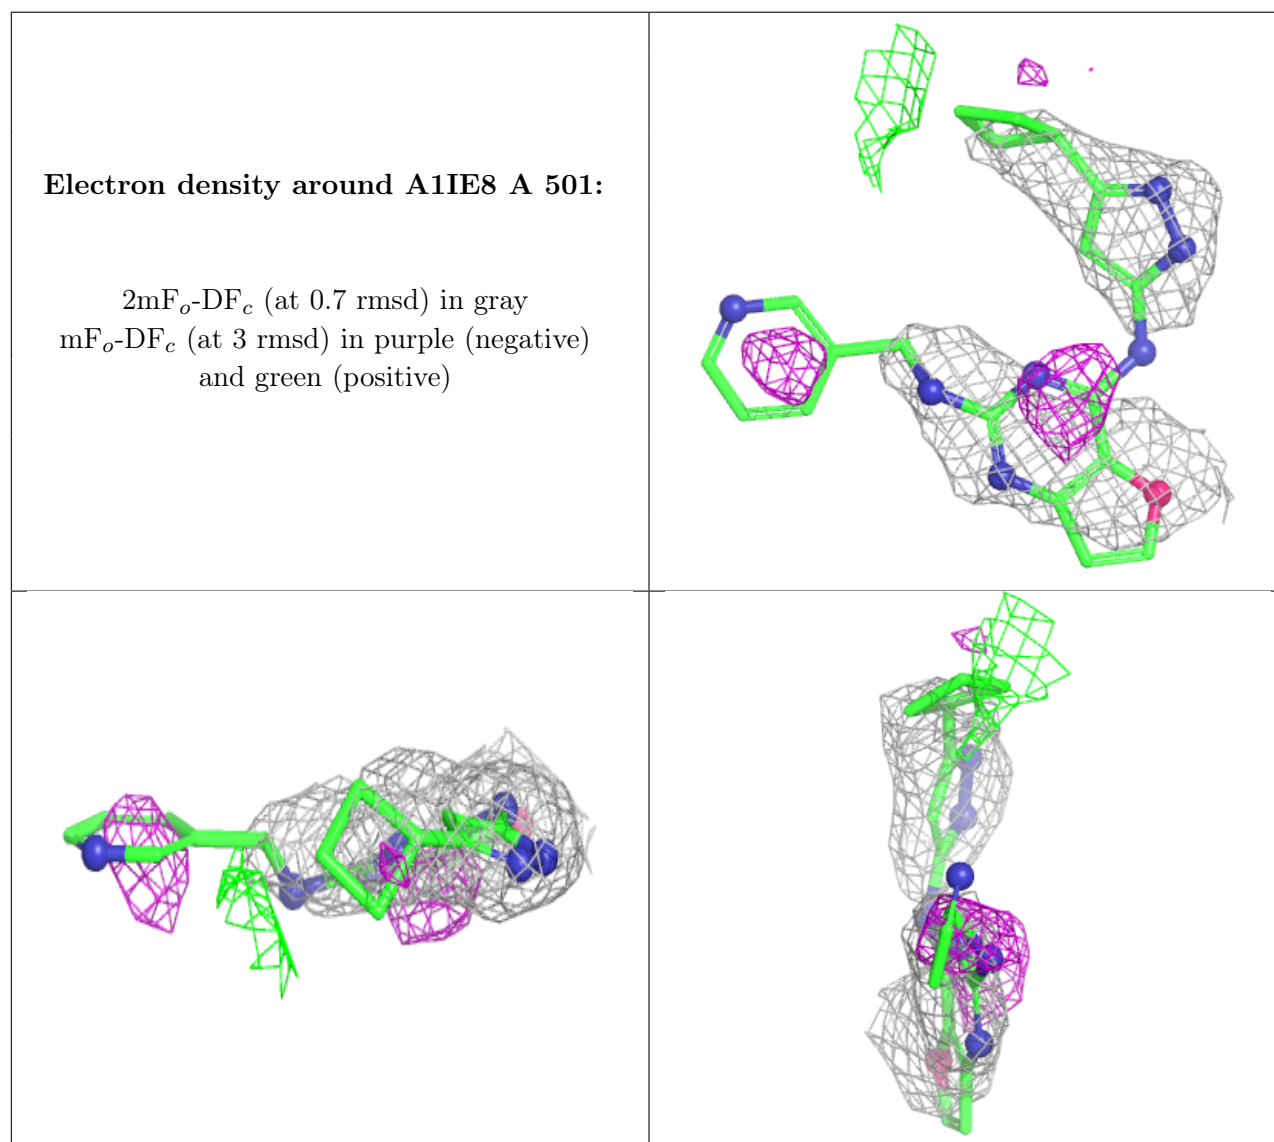 Electron density around A1IE8 A 501:
2mFo-DFc (at 0.7 rmsd) in gray
mFo-DFc (at 3 rmsd) in purple (negative)
and green (positive)